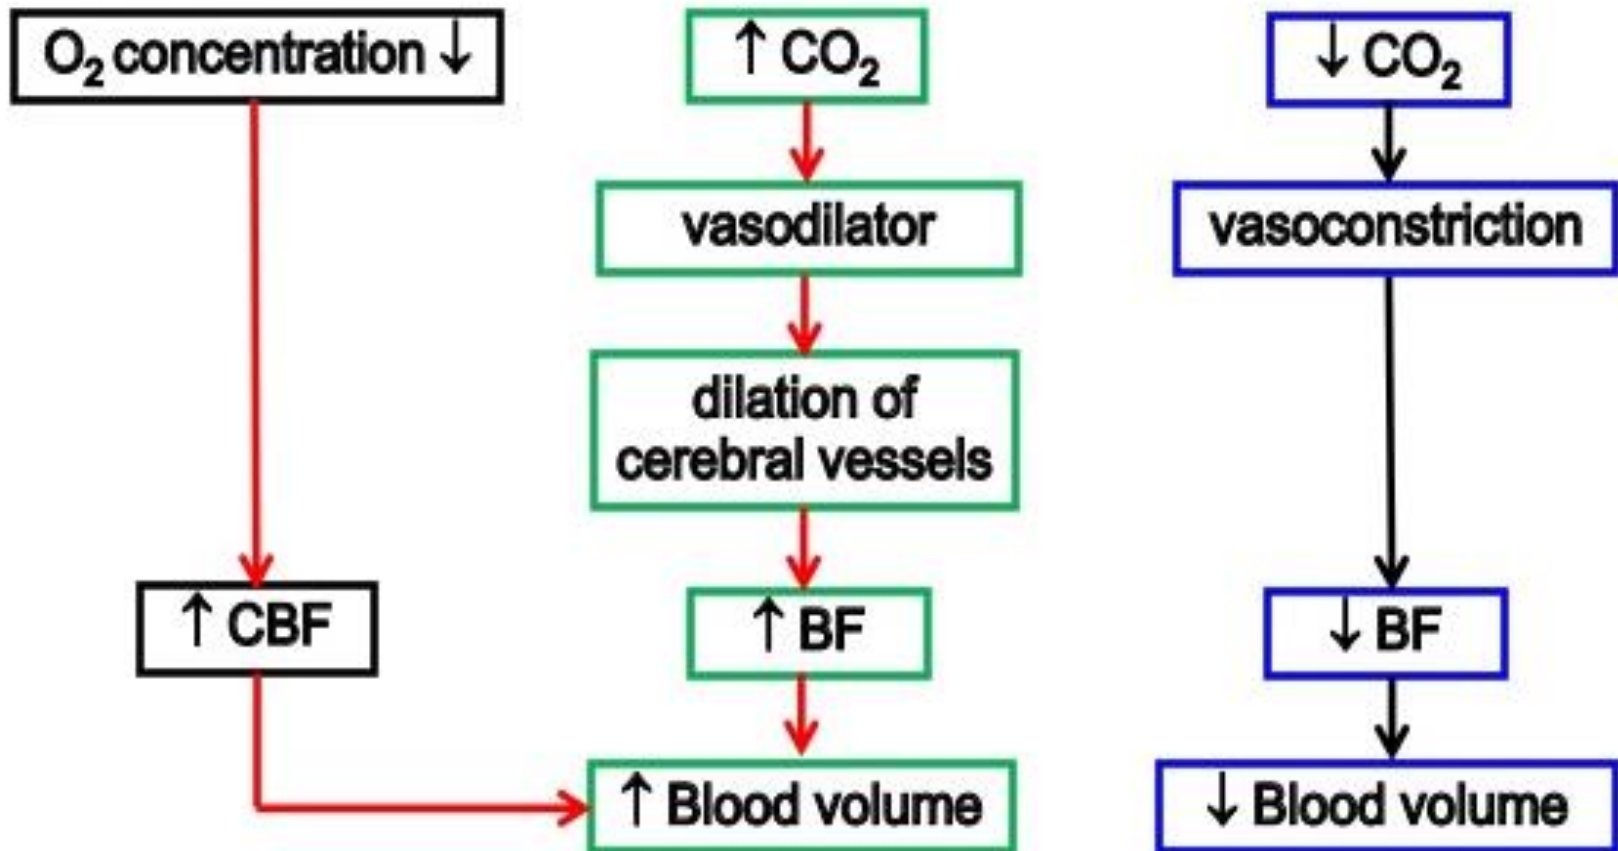 O₂ concentration ↓
↑ CO₂
↓ CO₂
vasodilator
vasoconstriction
dilation of
cerebral vessels
↑ CBF
↑ BF
↓ BF
↑ Blood volume
↓ Blood volume